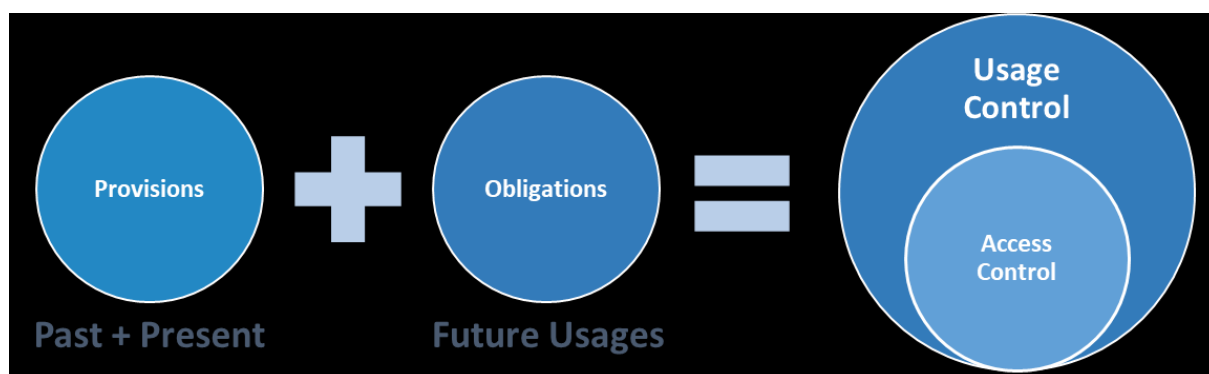 Provisions
Past + Present
Obligations
Future Usages
Usage
Control
Access
Control